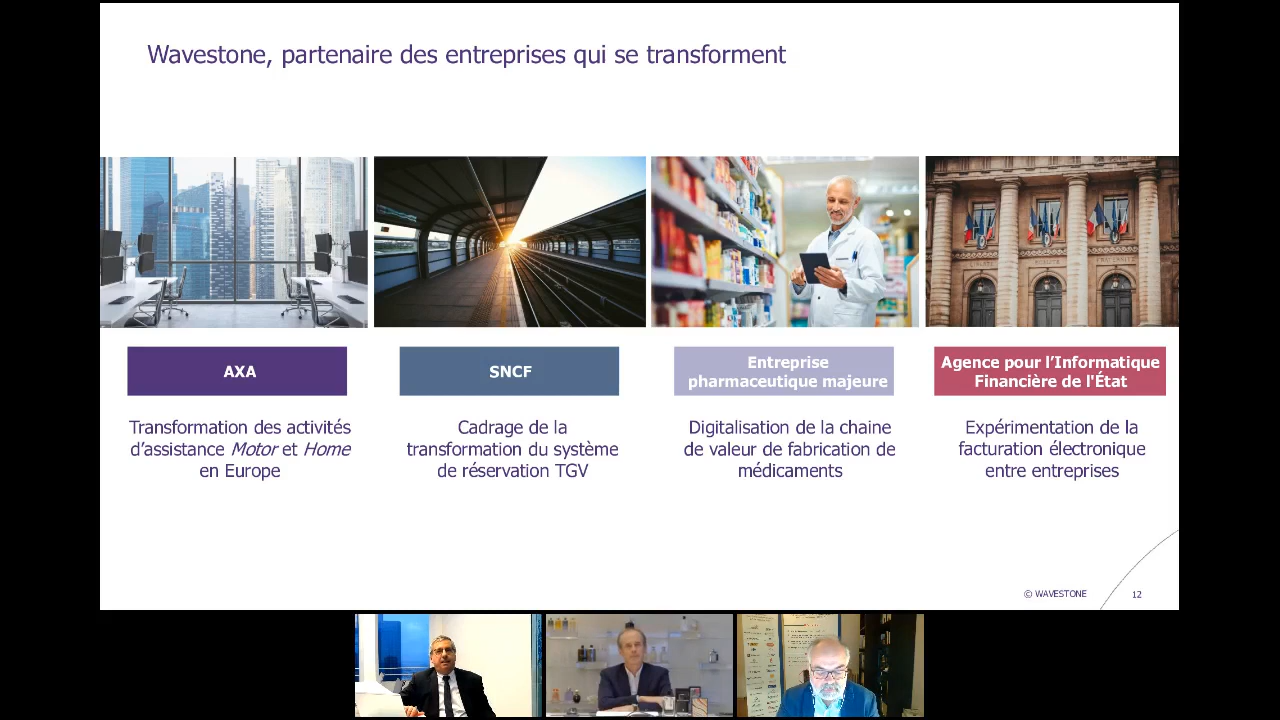 Wavestone, partenaire des entreprises qui se transforment
AXA
Transformation des activités
d’assistance Motor et Home
en Europe
SNCF
Cadrage de la
transformation du système
de réservation TGV
Entreprise
pharmaceutique majeure
Digitalisation de la chaine
de valeur de fabrication de
médicaments
Agence pour l’Informatique
Financière de l'État
Expérimentation de la
facturation électronique
entre entreprises
© WAVESTONE
12